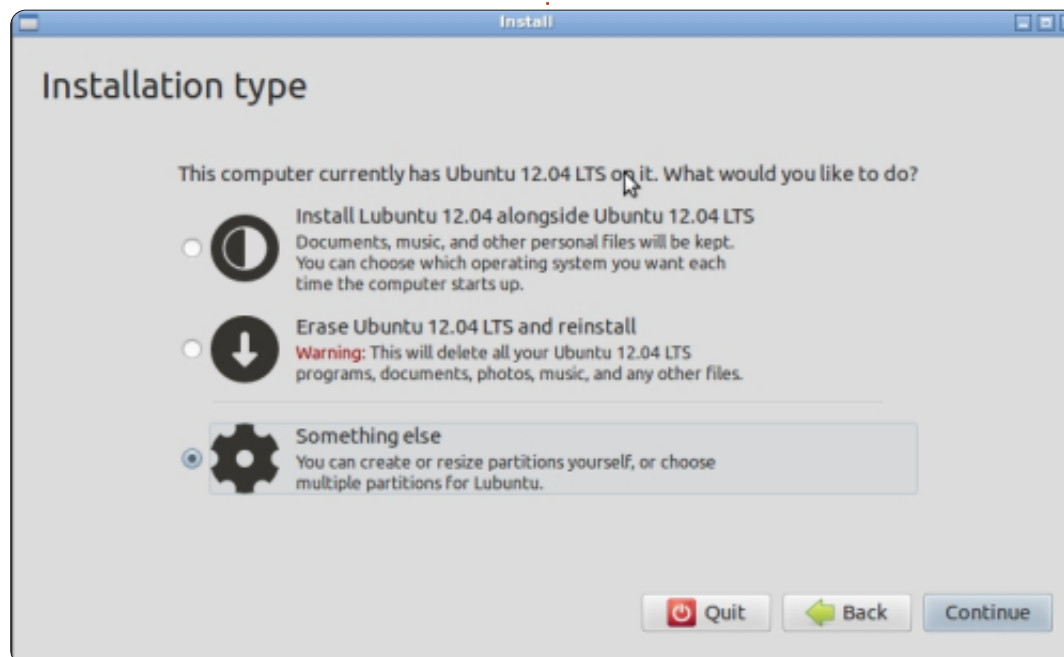 Install
Installation type
This computer currently has Ubuntu 12.04 LTS on it. What would you like to do?
Install Lubuntu 12.04 alongside Ubuntu 12.04 LTS
Documents, music, and other personal files will be kept.
You can choose which operating system you want each
time the computer starts up.
Erase Ubuntu 12.04 LTS and reinstall
Warning: This will delete all your Ubuntu 12.04 LTS
programs, documents, photos, music, and any other files.
Something else
You can create or resize partitions yourself, or choose
multiple partitions for Lubuntu.
Quit
Back
Continue